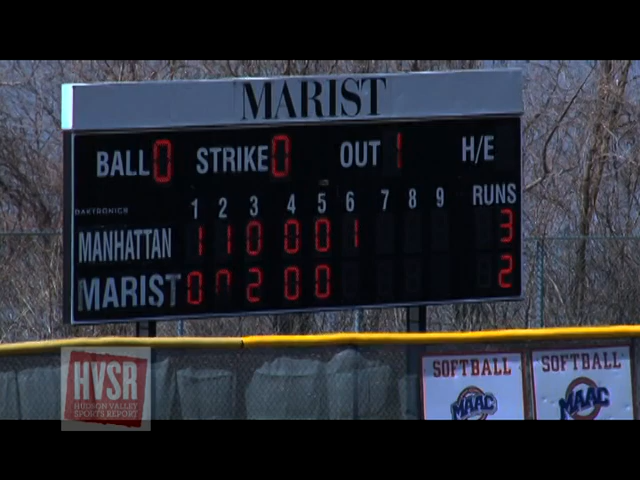 MARIST
BALL 0 STRIKE 0 OUT 1 H/E
DAKTRONICS 1 2 3 4 5 6 7 8 9 RUNS
MANHATTAN 1 1 0 0 0 1 3
MARIST 0 0 2 0 0 2
SOFTBALL SOFTBALL
MAAC MAAC
HVSR
HUDSON VALLEY
SPORTS REPORT